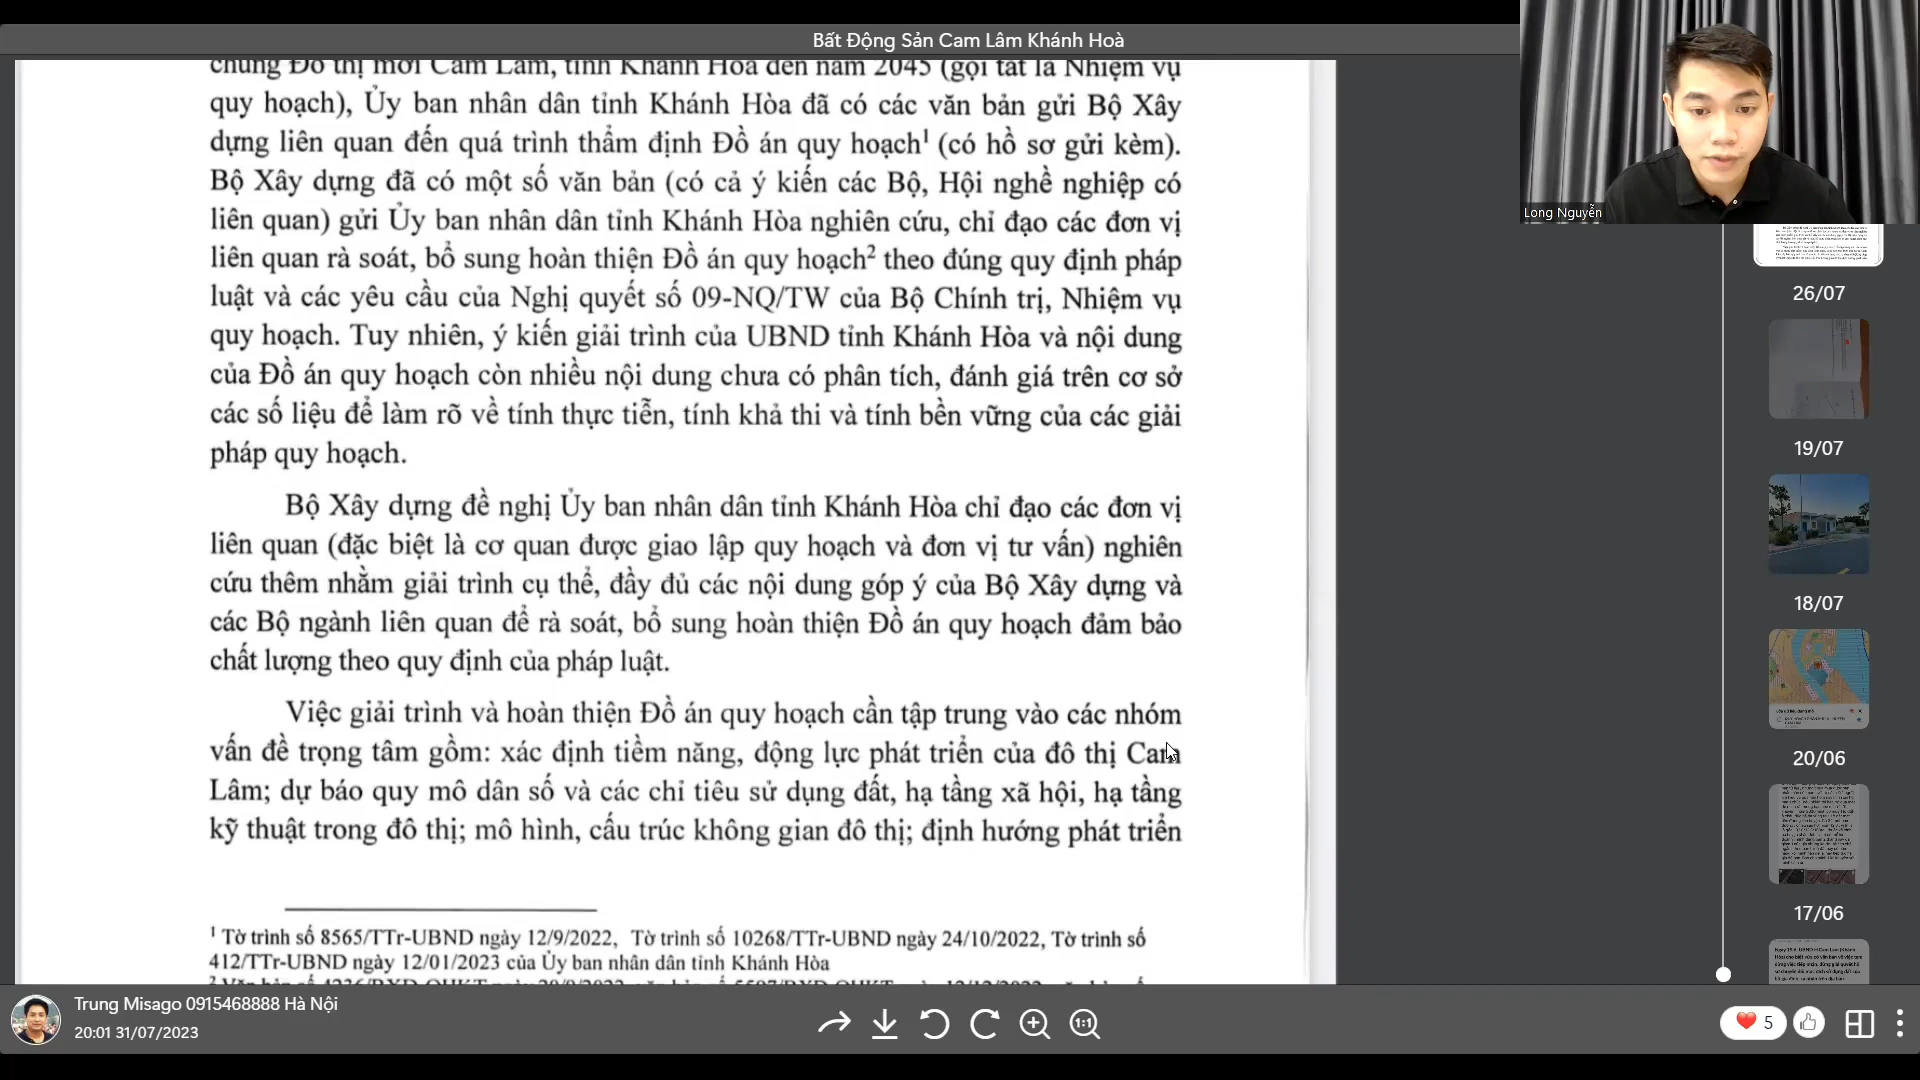 Bất Động Sản Cam Lâm Khánh Hoà
chung Đô thị mới Cam Lâm, tỉnh Khánh Hòa đến năm 2045 (gọi tắt là Nhiệm vụ
quy hoạch), Ủy ban nhân dân tỉnh Khánh Hòa đã có các văn bản gửi Bộ Xây
dựng liên quan đến quá trình thẩm định Đồ án quy hoạch¹ (có hồ sơ gửi kèm).
Bộ Xây dựng đã có một số văn bản (có cả ý kiến các Bộ, Hội nghề nghiệp có
liên quan) gửi Ủy ban nhân dân tỉnh Khánh Hòa nghiên cứu, chỉ đạo các đơn vị
liên quan rà soát, bổ sung hoàn thiện Đồ án quy hoạch² theo đúng quy định pháp
luật và các yêu cầu của Nghị quyết số 09-NQ/TW của Bộ Chính trị, Nhiệm vụ
quy hoạch. Tuy nhiên, ý kiến giải trình của UBND tỉnh Khánh Hòa và nội dung
của Đồ án quy hoạch còn nhiều nội dung chưa có phân tích, đánh giá trên cơ sở
các số liệu để làm rõ về tính thực tiễn, tính khả thi và tính bền vững của các giải
pháp quy hoạch.
Bộ Xây dựng đề nghị Ủy ban nhân dân tỉnh Khánh Hòa chỉ đạo các đơn vị
liên quan (đặc biệt là cơ quan được giao lập quy hoạch và đơn vị tư vấn) nghiên
cứu thêm nhằm giải trình cụ thể, đầy đủ các nội dung góp ý của Bộ Xây dựng và
các Bộ ngành liên quan để rà soát, bổ sung hoàn thiện Đồ án quy hoạch đảm bảo
chất lượng theo quy định của pháp luật.
Việc giải trình và hoàn thiện Đồ án quy hoạch cần tập trung vào các nhóm
vấn đề trọng tâm gồm: xác định tiềm năng, động lực phát triển của đô thị Cam
Lâm; dự báo quy mô dân số và các chỉ tiêu sử dụng đất, hạ tầng xã hội, hạ tầng
kỹ thuật trong đô thị; mô hình, cấu trúc không gian đô thị; định hướng phát triển
¹ Tờ trình số 8565/TTr-UBND ngày 12/9/2022, Tờ trình số 10268/TTr-UBND ngày 24/10/2022, Tờ trình số
412/TTr-UBND ngày 12/01/2023 của Ủy ban nhân dân tỉnh Khánh Hòa
Long Nguyễn
26/07
19/07
18/07
20/06
17/06
Trung Misago 0915468888 Hà Nội
20:01 31/07/2023
1:1
5